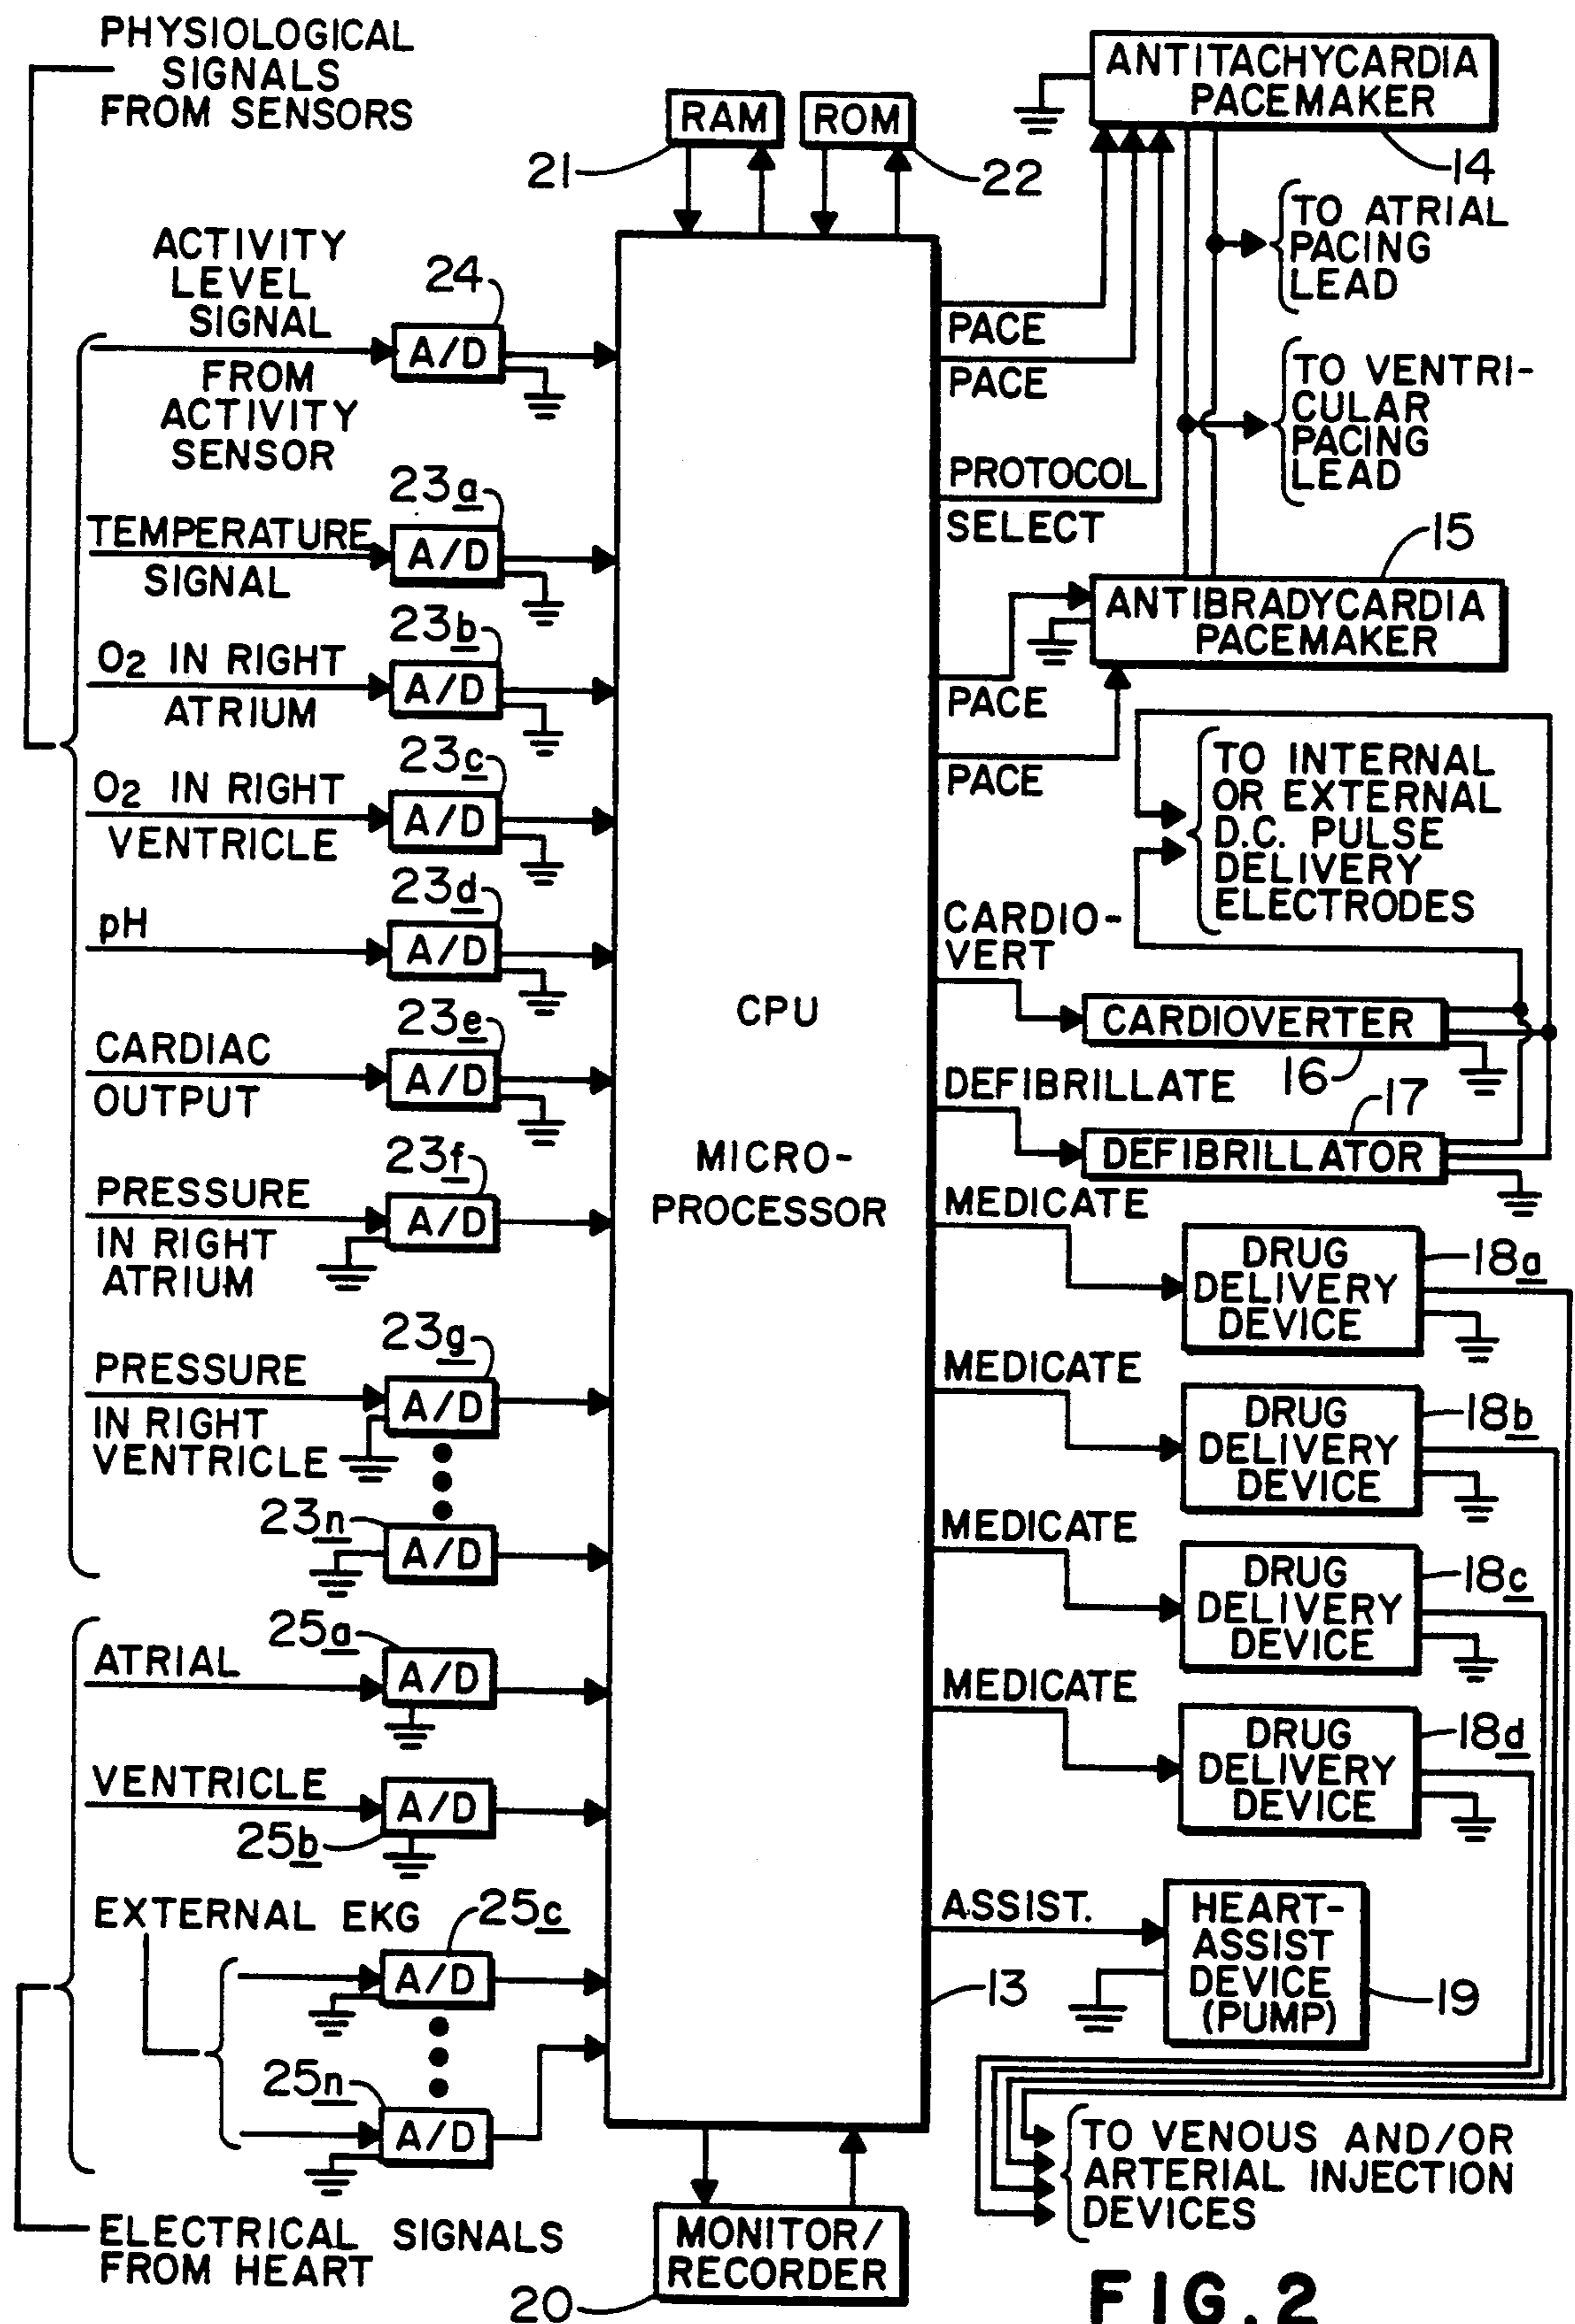 PHYSIOLOGICAL
SIGNALS
FROM SENSORS
ACTIVITY
LEVEL
SIGNAL
FROM
ACTIVITY
SENSOR
24
A/D
23a
TEMPERATURE
SIGNAL
A/D
23b
O2 IN RIGHT
ATRIUM
A/D
23c
O2 IN RIGHT
VENTRICLE
A/D
23d
pH
A/D
23e
CARDIAC
OUTPUT
A/D
23f
PRESSURE
IN RIGHT
ATRIUM
A/D
23g
PRESSURE
IN RIGHT
VENTRICLE
A/D
23n
A/D
25a
ATRIAL
A/D
VENTRICLE
A/D
25b
EXTERNAL EKG
25c
A/D
25n
A/D
ELECTRICAL SIGNALS
FROM HEART
RAM
ROM
21
22
CPU
MICRO-
PROCESSOR
13
MONITOR/
RECORDER
20
ANTITACHYCARDIA
PACEMAKER
14
TO ATRIAL
PACING
LEAD
PACE
PACE
TO VENTRI-
CULAR
PACING
LEAD
PROTOCOL
SELECT
15
ANTIBRADYCARDIA
PACEMAKER
PACE
PACE
TO INTERNAL
OR EXTERNAL
D.C. PULSE
DELIVERY
ELECTRODES
CARDIO-
VERT
CARDIOVERTER
16
DEFIBRILLATE
17
DEFIBRILLATOR
MEDICATE
DRUG
DELIVERY
DEVICE
18a
MEDICATE
DRUG
DELIVERY
DEVICE
18b
MEDICATE
DRUG
DELIVERY
DEVICE
18c
MEDICATE
DRUG
DELIVERY
DEVICE
18d
ASSIST.
HEART-
ASSIST
DEVICE
(PUMP)
19
TO VENOUS AND/OR
ARTERIAL INJECTION
DEVICES
FIG.2